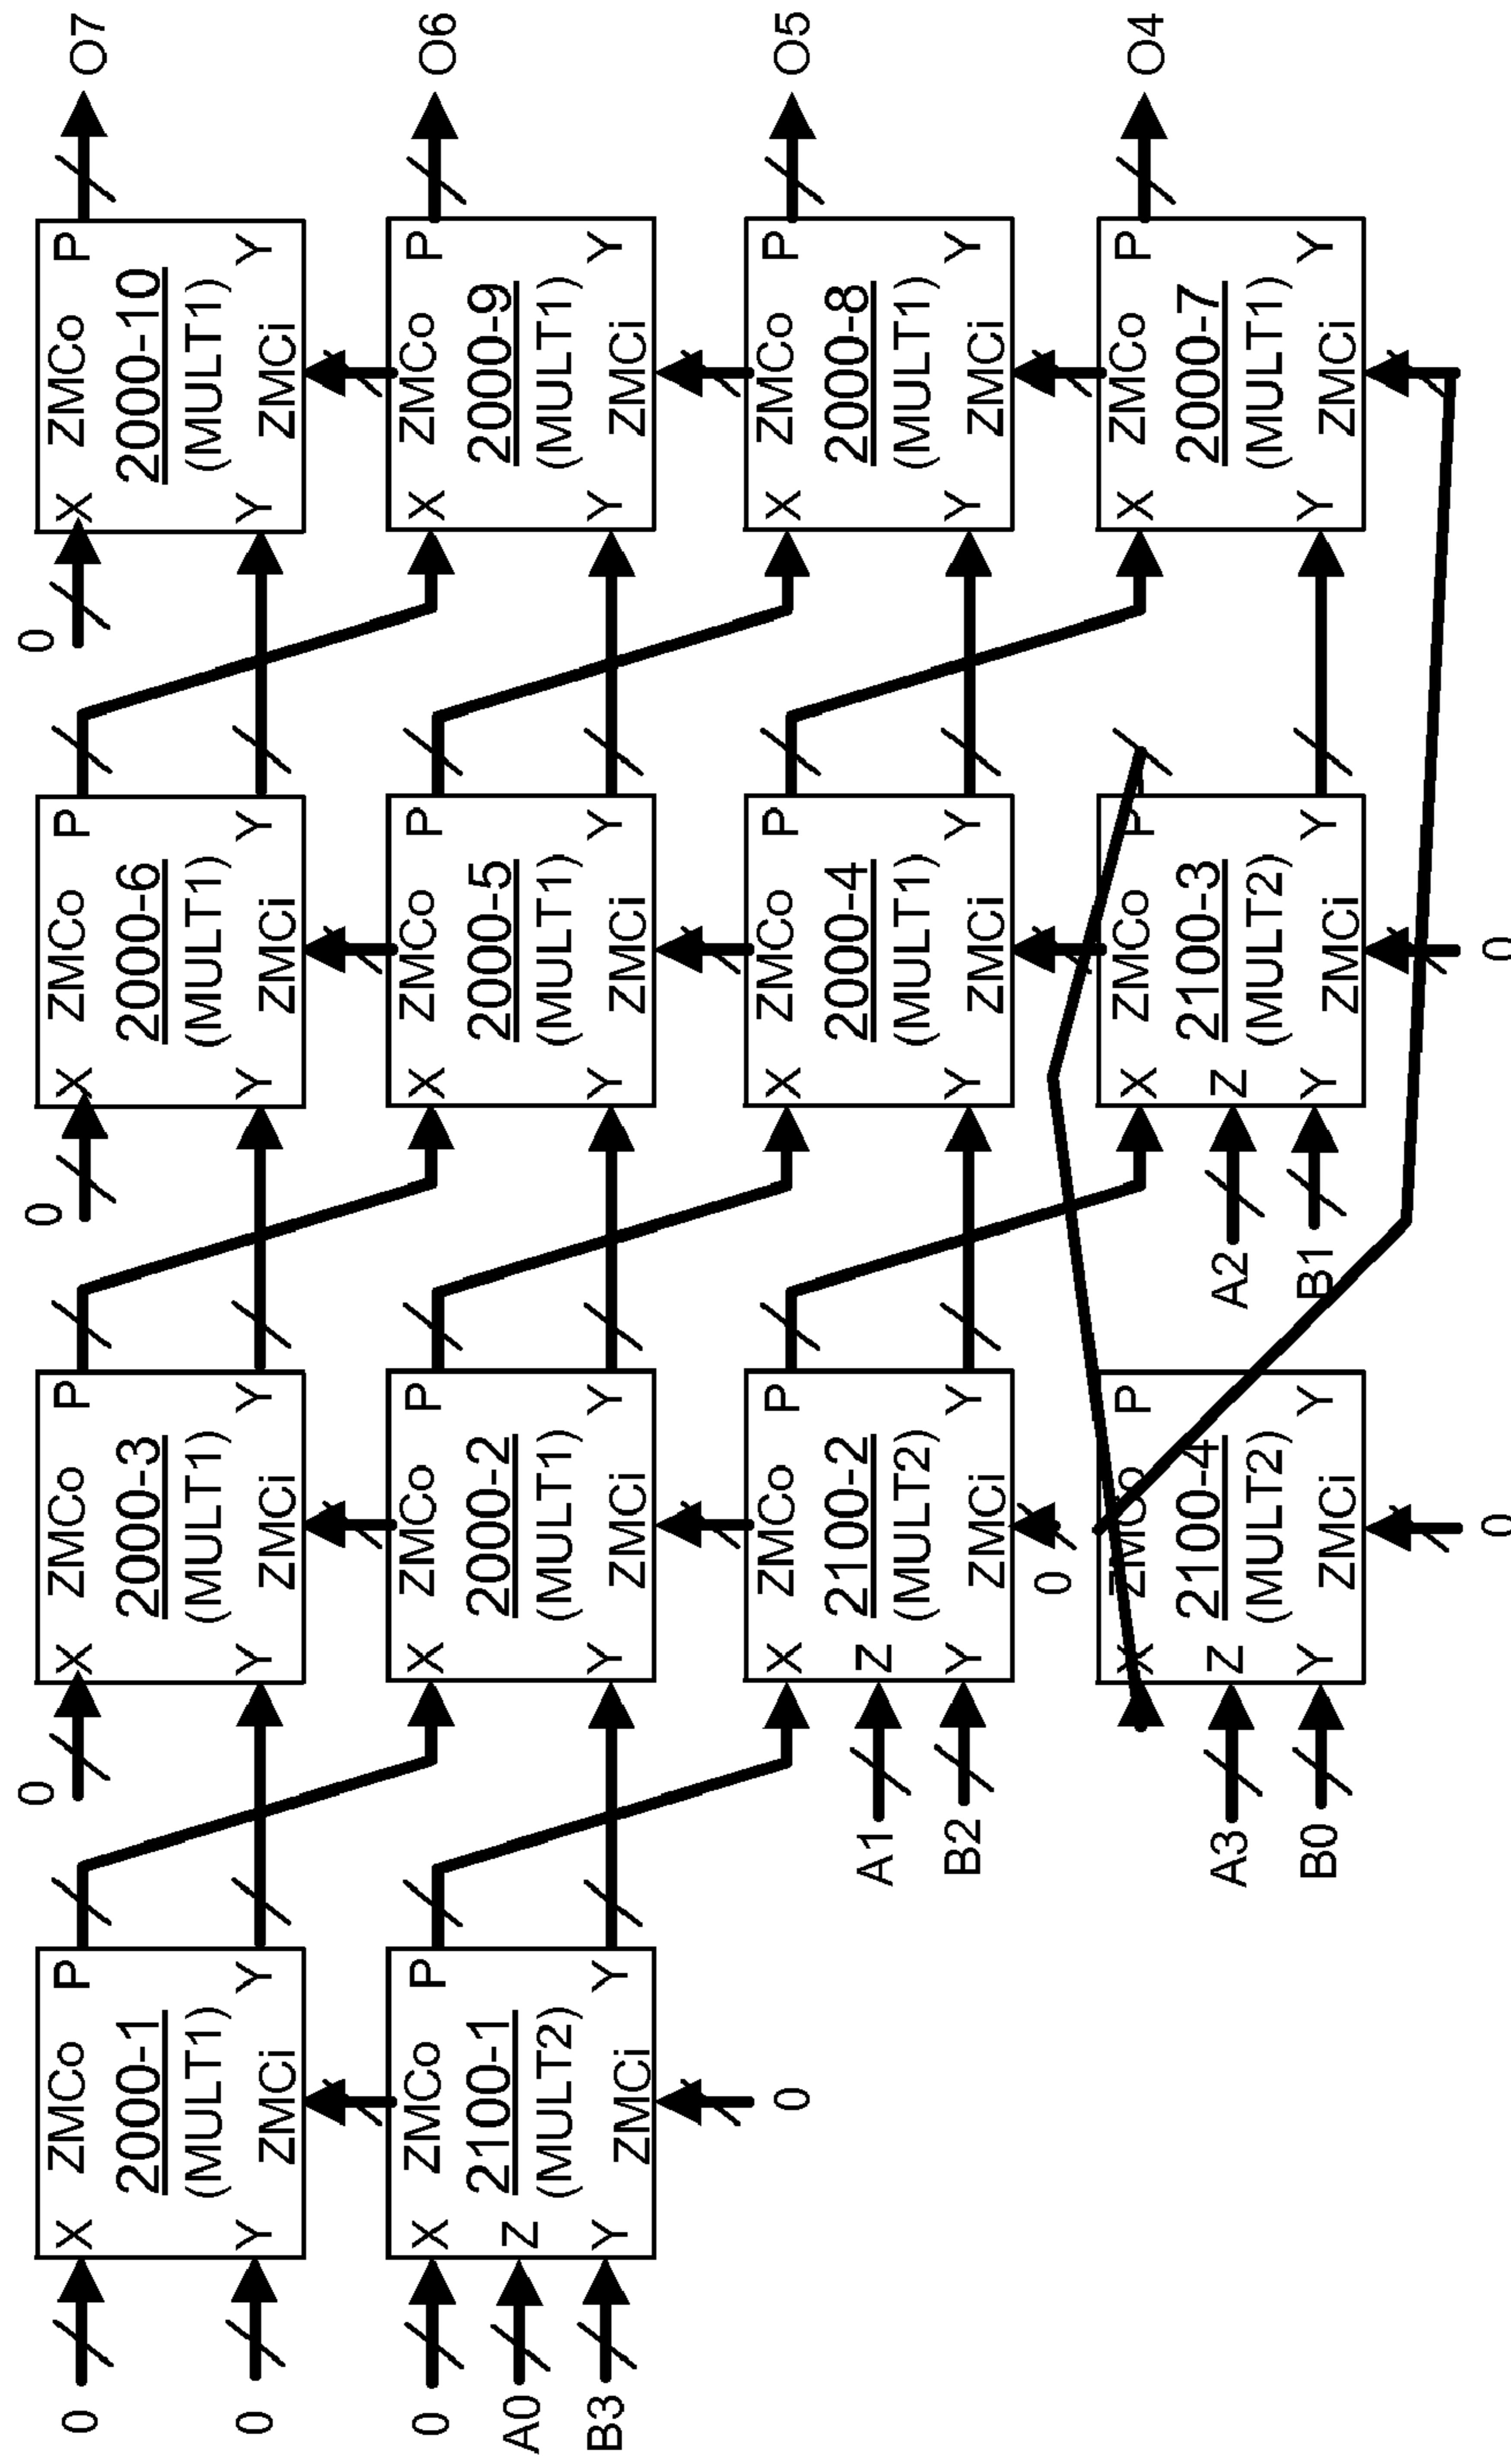 0
0
X ZMCo P
2000-1
(MULT1)
Y ZMCi Y
0
X ZMCo P
2000-3
(MULT1)
Y ZMCi Y
0
X ZMCo P
2000-6
(MULT1)
Y ZMCi Y
0
X ZMCo P
2000-10
(MULT1)
Y ZMCi Y
O7
0
A0
B3
X ZMCo P
2100-1
Z (MULT2)
Y ZMCi Y
0
X ZMCo P
2000-2
(MULT1)
Y ZMCi Y
X ZMCo P
2000-5
(MULT1)
Y ZMCi Y
X ZMCo P
2000-9
(MULT1)
Y ZMCi Y
O6
A1
B2
X ZMCo P
2100-2
Z (MULT2)
Y ZMCi Y
0
X ZMCo P
2000-4
(MULT1)
Y ZMCi Y
X ZMCo P
2000-8
(MULT1)
Y ZMCi Y
O5
A3
B0
X ZMCo P
2100-4
Z (MULT2)
Y ZMCi Y
0
A2
B1
X ZMCo P
2100-3
Z (MULT2)
Y ZMCi Y
0
X ZMCo P
2000-7
(MULT1)
Y ZMCi Y
O4